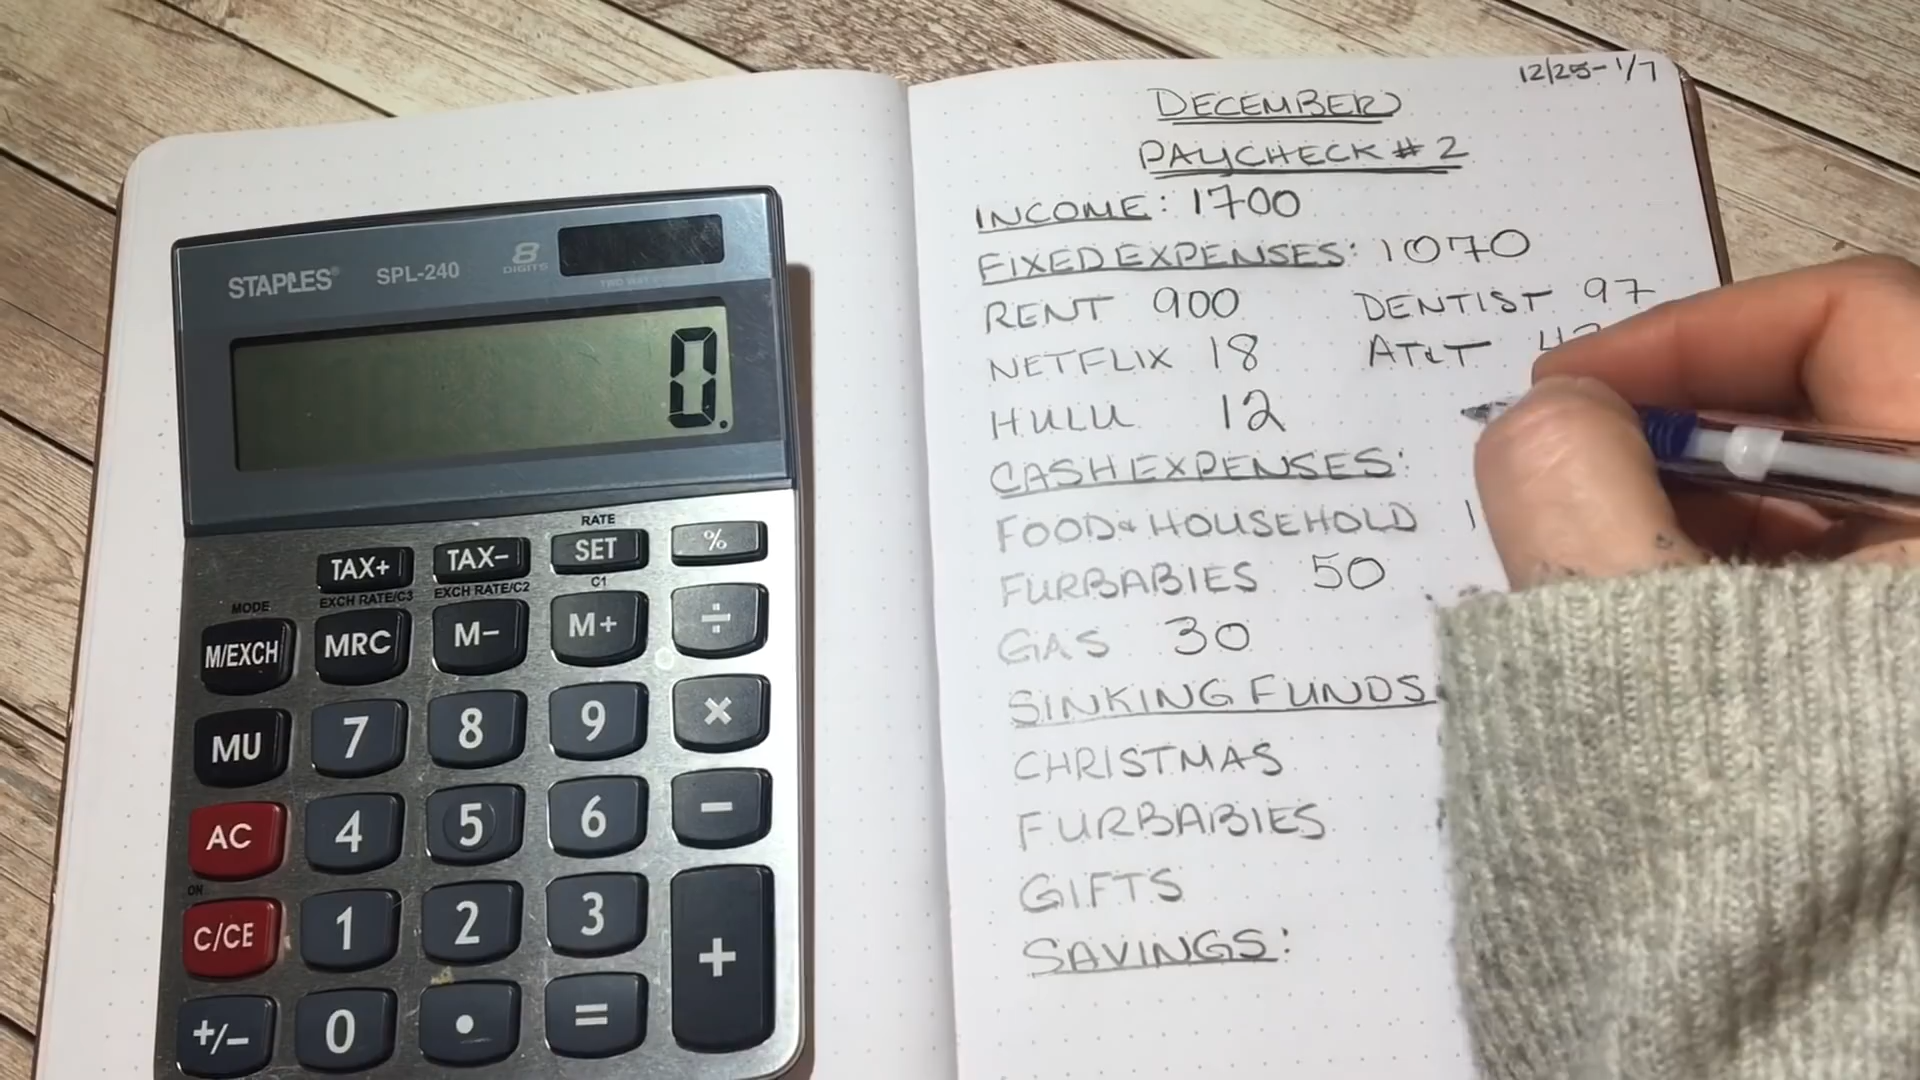 12/25-1/7
DECEMBER
PAYCHECK #2
INCOME: 1700
FIXED EXPENSES: 1070
RENT 900 DENTIST 97
NETFLIX 18 AT&T
HULU 12
CASH EXPENSES:
FOOD & HOUSEHOLD
FURBABIES 50
GAS 30
SINKING FUNDS
CHRISTMAS
FURBABIES
GIFTS
SAVINGS:
STAPLES® SPL-240 8 DIGITS
TWO WAY
0.
RATE
TAX+ TAX- SET %
MODE EXCH RATE/C3 EXCH RATE/C2 C1
M/EXCH MRC M- M+ ÷
MU 7 8 9 ×
AC 4 5 6 -
ON
C/CE 1 2 3 +
+/- 0 • =